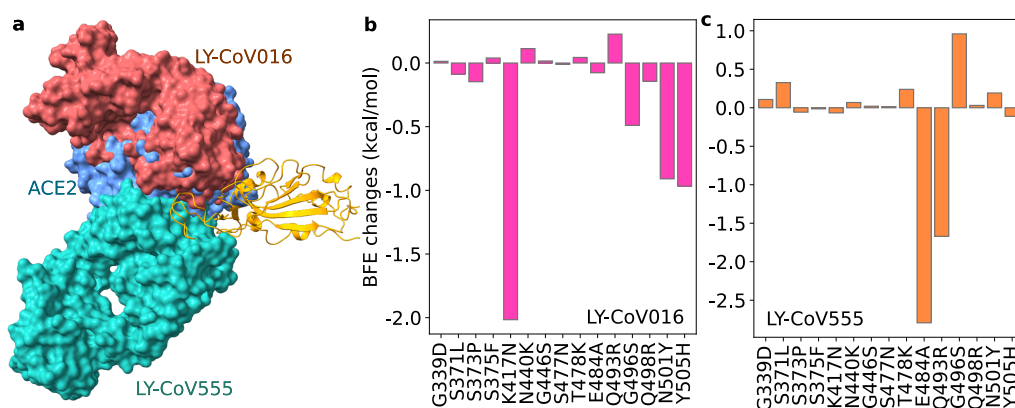 a
LY-CoV016
ACE2
LY-CoV555
b
BFE changes (kcal/mol)
0.0
-0.5
-1.0
-1.5
-2.0
LY-CoV016
G339D
S371L
S373P
S375F
K417N
N440K
G446S
S477N
T478K
E484A
Q493R
G496S
Q498R
N501Y
Y505H
c
1.0
0.5
0.0
-0.5
-1.0
-1.5
-2.0
-2.5
LY-CoV555
G339D
S371L
S373P
S375F
K417N
N440K
G446S
S477N
T478K
E484A
Q493R
G496S
Q498R
N501Y
Y505H